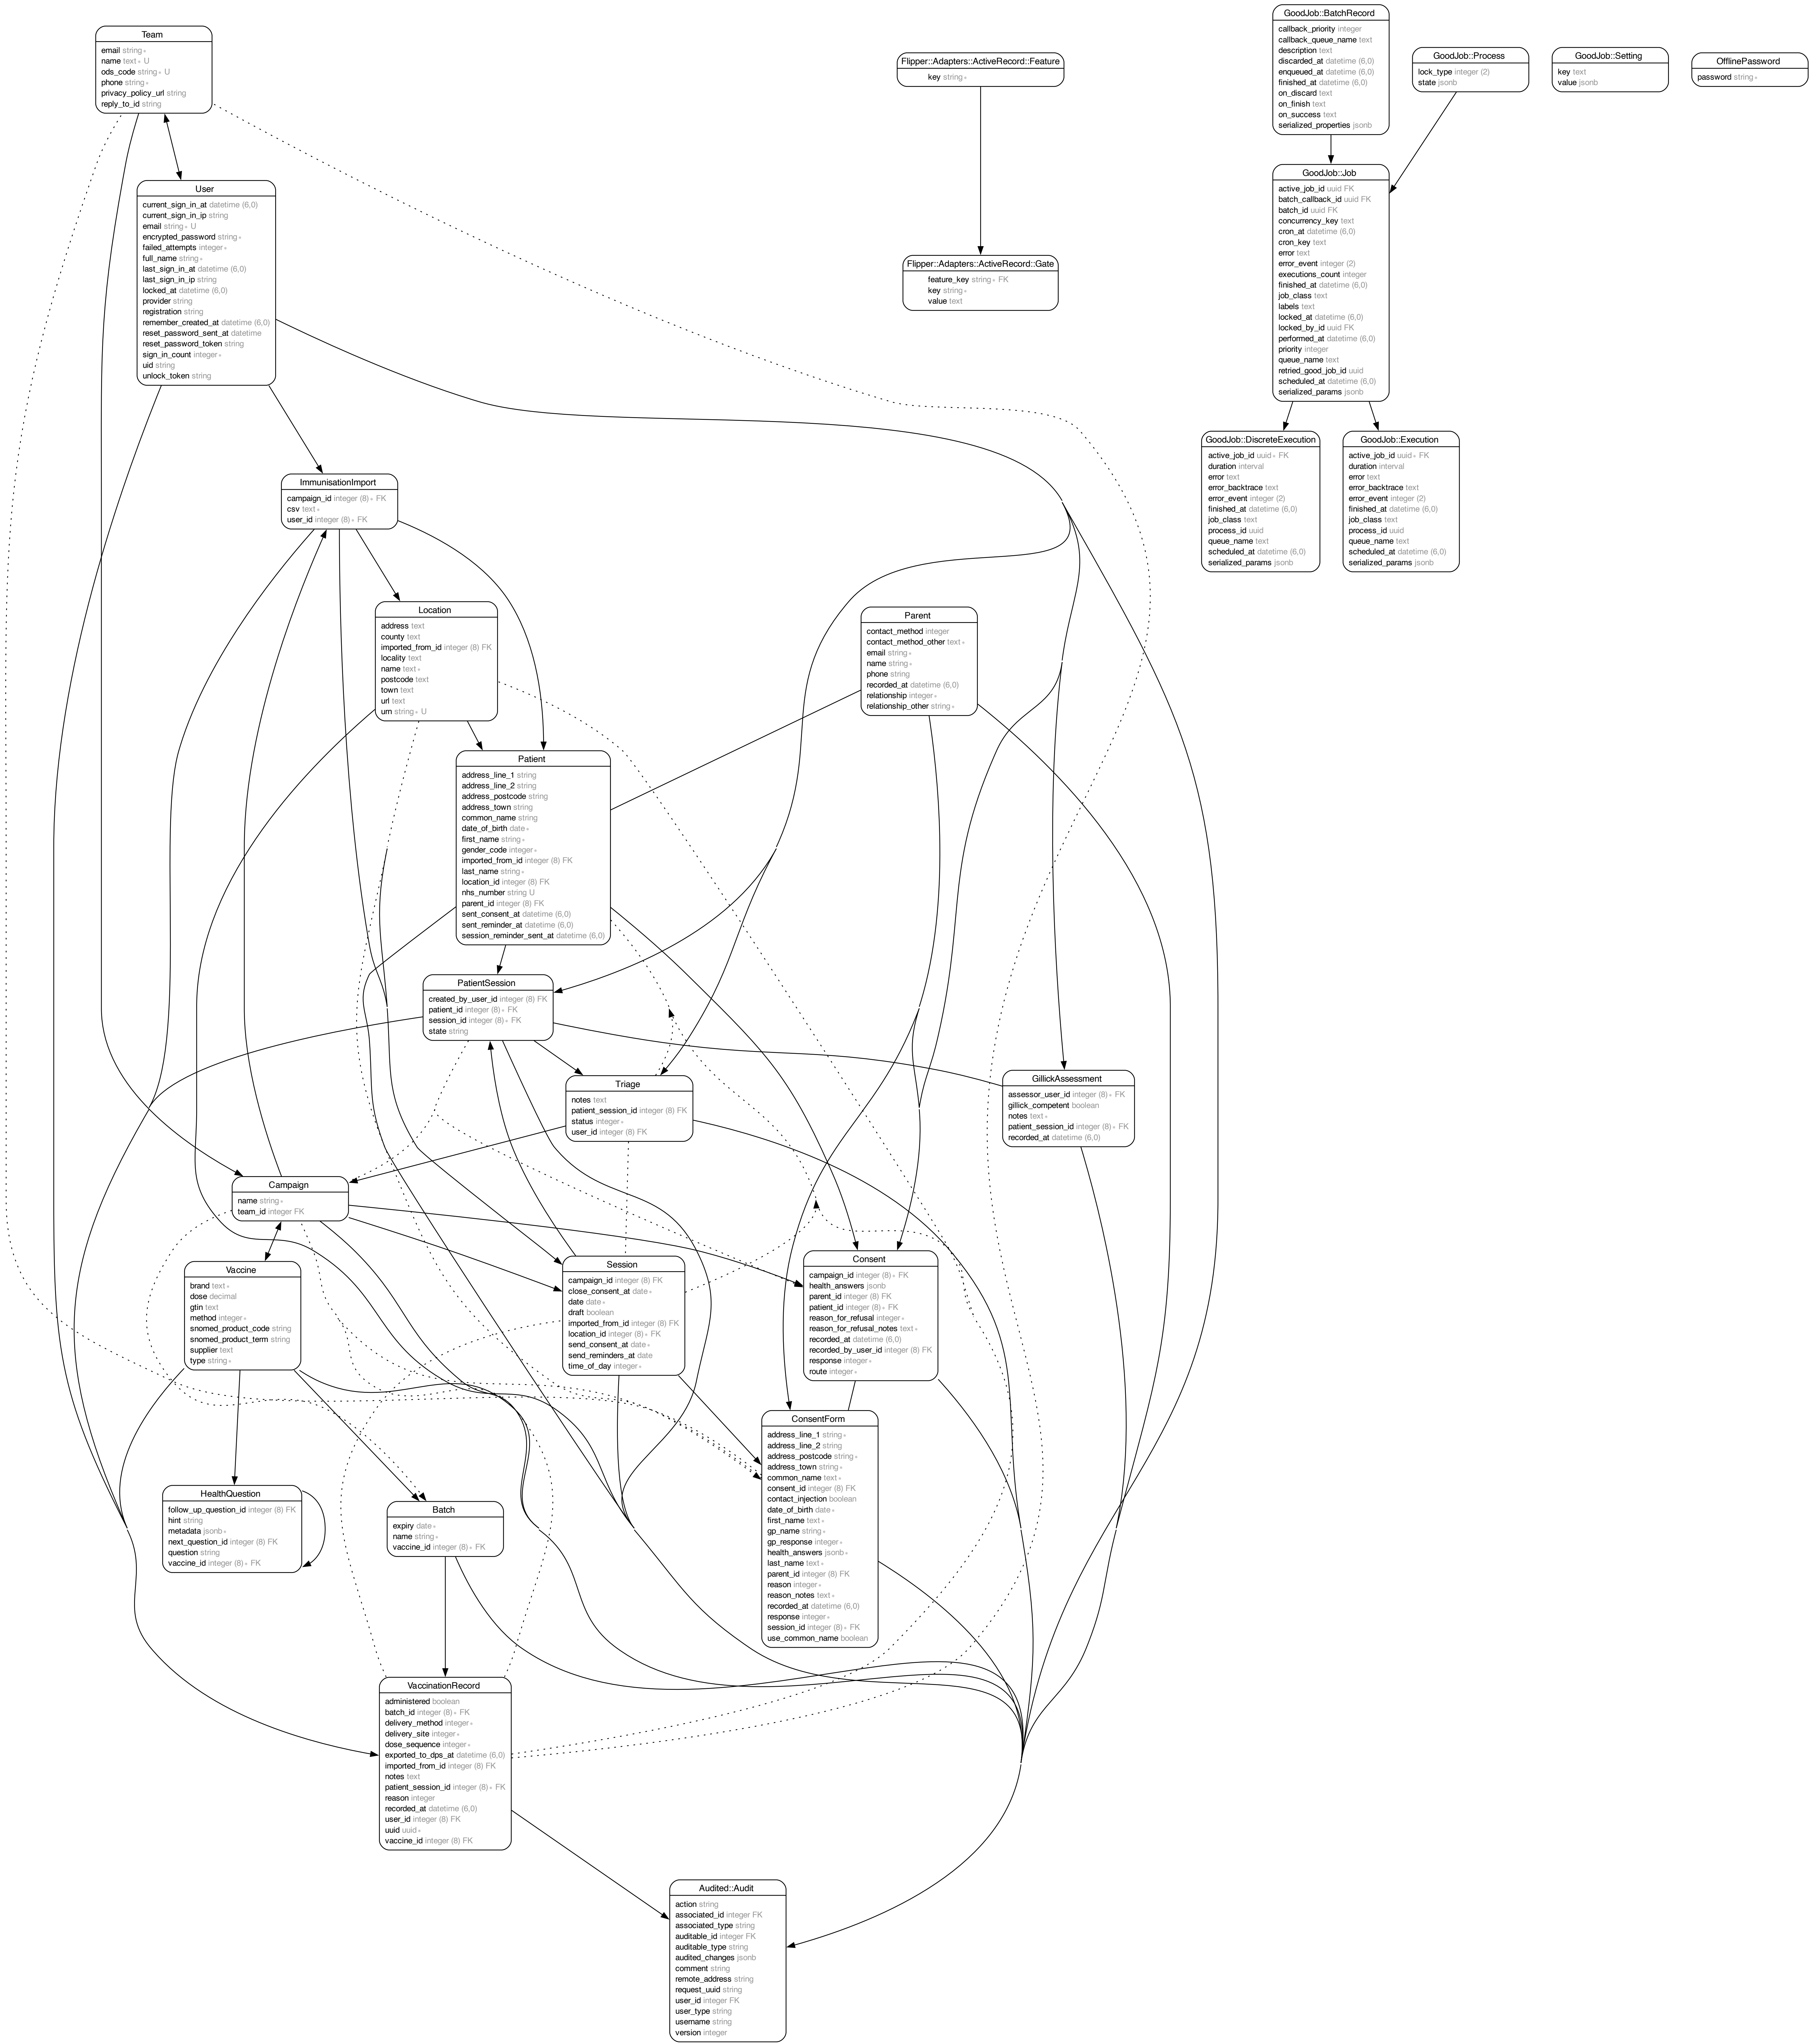 Team
email string ∗
name text ∗ U
ods_code string ∗ U
phone string ∗
privacy_policy_url string
reply_to_id string
User
current_sign_in_at datetime (6,0)
current_sign_in_ip string
email string ∗ U
encrypted_password string ∗
failed_attempts integer ∗
full_name string ∗
last_sign_in_at datetime (6,0)
last_sign_in_ip string
locked_at datetime (6,0)
provider string
registration string
remember_created_at datetime (6,0)
reset_password_sent_at datetime
reset_password_token string
sign_in_count integer ∗
uid string
unlock_token string
Flipper::Adapters::ActiveRecord::Feature
key string ∗
Flipper::Adapters::ActiveRecord::Gate
feature_key string ∗ FK
key string ∗
value text
GoodJob::BatchRecord
callback_priority integer
callback_queue_name text
description text
discarded_at datetime (6,0)
enqueued_at datetime (6,0)
finished_at datetime (6,0)
on_discard text
on_finish text
on_success text
serialized_properties jsonb
GoodJob::Process
lock_type integer (2)
state jsonb
GoodJob::Setting
key text
value jsonb
OfflinePassword
password string ∗
GoodJob::Job
active_job_id uuid FK
batch_callback_id uuid FK
batch_id uuid FK
concurrency_key text
cron_at datetime (6,0)
cron_key text
error text
error_event integer (2)
executions_count integer
finished_at datetime (6,0)
job_class text
labels text
locked_at datetime (6,0)
locked_by_id uuid FK
performed_at datetime (6,0)
priority integer
queue_name text
retried_good_job_id uuid
scheduled_at datetime (6,0)
serialized_params jsonb
GoodJob::DiscreteExecution
active_job_id uuid ∗ FK
duration interval
error text
error_backtrace text
error_event integer (2)
finished_at datetime (6,0)
job_class text
process_id uuid
queue_name text
scheduled_at datetime (6,0)
serialized_params jsonb
GoodJob::Execution
active_job_id uuid ∗ FK
duration interval
error text
error_backtrace text
error_event integer (2)
finished_at datetime (6,0)
job_class text
process_id uuid
queue_name text
scheduled_at datetime (6,0)
serialized_params jsonb
ImmunisationImport
campaign_id integer (8) ∗ FK
csv text ∗
user_id integer (8) ∗ FK
Location
address text
county text
imported_from_id integer (8) FK
locality text
name text ∗
postcode text
town text
url text
urn string ∗ U
Parent
contact_method integer
contact_method_other text ∗
email string ∗
name string ∗
phone string
recorded_at datetime (6,0)
relationship integer ∗
relationship_other string ∗
Patient
address_line_1 string
address_line_2 string
address_postcode string
address_town string
common_name string
date_of_birth date ∗
first_name string ∗
gender_code integer ∗
imported_from_id integer (8) FK
last_name string ∗
location_id integer (8) FK
nhs_number string U
parent_id integer (8) FK
sent_consent_at datetime (6,0)
sent_reminder_at datetime (6,0)
session_reminder_sent_at datetime (6,0)
PatientSession
created_by_user_id integer (8) FK
patient_id integer (8) ∗ FK
session_id integer (8) ∗ FK
state string
Triage
notes text
patient_session_id integer (8) FK
status integer ∗
user_id integer (8) FK
GillickAssessment
assessor_user_id integer (8) ∗ FK
gillick_competent boolean
notes text ∗
patient_session_id integer (8) ∗ FK
recorded_at datetime (6,0)
Campaign
name string ∗
team_id integer FK
Vaccine
brand text ∗
dose decimal
gtin text
method integer ∗
snomed_product_code string
snomed_product_term string
supplier text
type string ∗
Session
campaign_id integer (8) FK
close_consent_at date ∗
date date ∗
draft boolean
imported_from_id integer (8) FK
location_id integer (8) ∗ FK
send_consent_at date ∗
send_reminders_at date
time_of_day integer ∗
Consent
campaign_id integer (8) ∗ FK
health_answers jsonb
parent_id integer (8) FK
patient_id integer (8) ∗ FK
reason_for_refusal integer ∗
reason_for_refusal_notes text ∗
recorded_at datetime (6,0)
recorded_by_user_id integer (8) FK
response integer ∗
route integer ∗
ConsentForm
address_line_1 string ∗
address_line_2 string
address_postcode string ∗
address_town string ∗
common_name text ∗
consent_id integer (8) FK
contact_injection boolean
date_of_birth date ∗
first_name text ∗
gp_name string ∗
gp_response integer ∗
health_answers jsonb ∗
last_name text ∗
parent_id integer (8) FK
reason integer ∗
reason_notes text ∗
recorded_at datetime (6,0)
response integer ∗
session_id integer (8) ∗ FK
use_common_name boolean
HealthQuestion
follow_up_question_id integer (8) FK
hint string
metadata jsonb ∗
next_question_id integer (8) FK
question string
vaccine_id integer (8) ∗ FK
Batch
expiry date ∗
name string ∗
vaccine_id integer (8) ∗ FK
VaccinationRecord
administered boolean
batch_id integer (8) ∗ FK
delivery_method integer ∗
delivery_site integer ∗
dose_sequence integer ∗
exported_to_dps_at datetime (6,0)
imported_from_id integer (8) FK
notes text
patient_session_id integer (8) ∗ FK
reason integer
recorded_at datetime (6,0)
user_id integer (8) FK
uuid uuid ∗
vaccine_id integer (8) FK
Audited::Audit
action string
associated_id integer FK
associated_type string
auditable_id integer FK
auditable_type string
audited_changes jsonb
comment string
remote_address string
request_uuid string
user_id integer FK
user_type string
username string
version integer